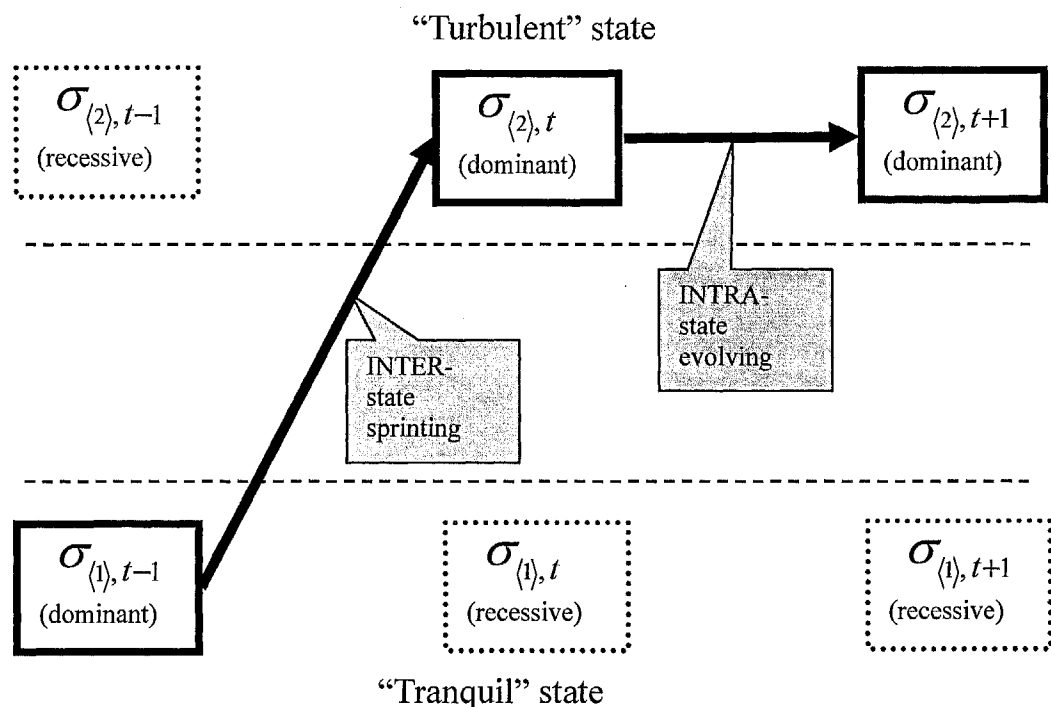 “Turbulent” state
σ⟨2⟩, t−1
(recessive)
σ⟨2⟩, t
(dominant)
σ⟨2⟩, t+1
(dominant)
INTER-
state
sprinting
INTRA-
state
evolving
σ⟨1⟩, t−1
(dominant)
σ⟨1⟩, t
(recessive)
σ⟨1⟩, t+1
(recessive)
“Tranquil” state